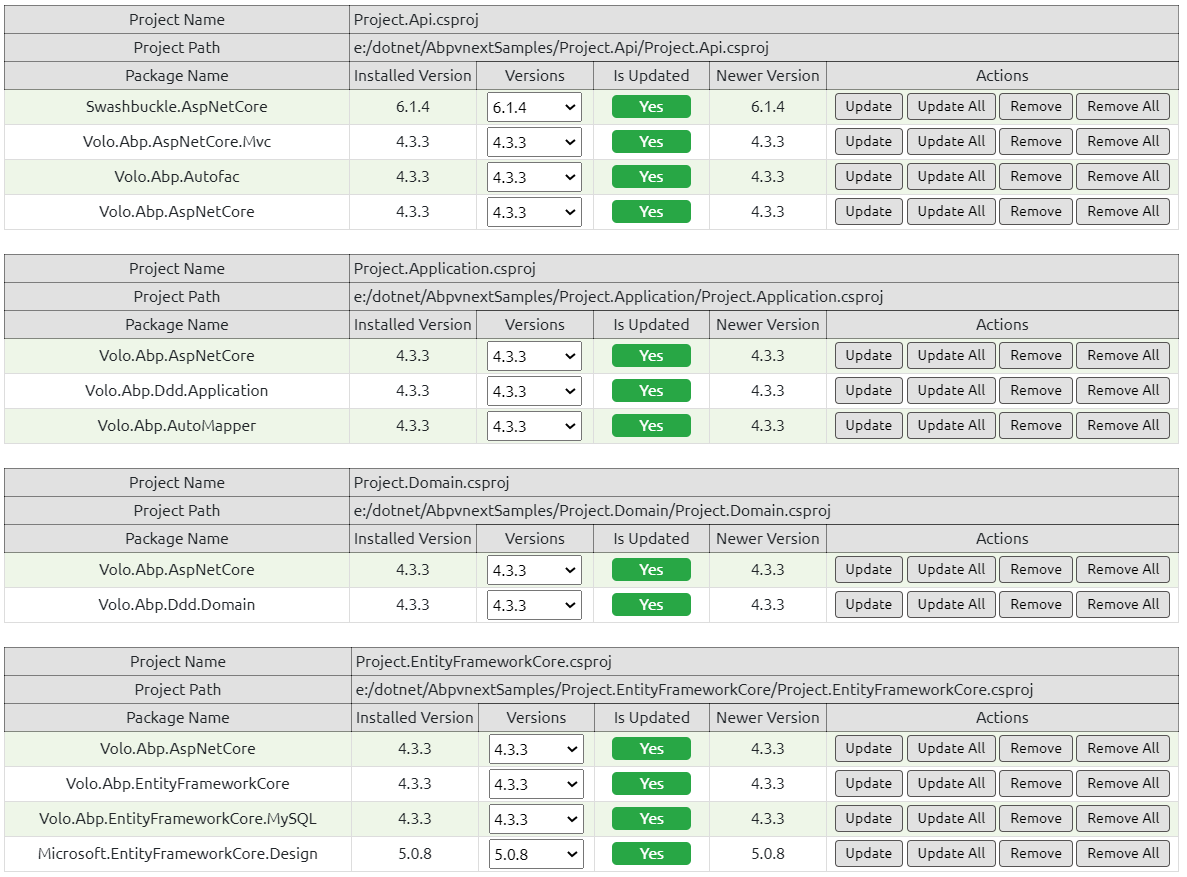 Project Name Project.Api.csproj
Project Path e:/dotnet/AbpvnextSamples/Project.Api/Project.Api.csproj
Package Name Installed Version Versions Is Updated Newer Version Actions
Swashbuckle.AspNetCore 6.1.4 6.1.4 Yes 6.1.4 Update Update All Remove Remove All
Volo.Abp.AspNetCore.Mvc 4.3.3 4.3.3 Yes 4.3.3 Update Update All Remove Remove All
Volo.Abp.Autofac 4.3.3 4.3.3 Yes 4.3.3 Update Update All Remove Remove All
Volo.Abp.AspNetCore 4.3.3 4.3.3 Yes 4.3.3 Update Update All Remove Remove All
Project Name Project.Application.csproj
Project Path e:/dotnet/AbpvnextSamples/Project.Application/Project.Application.csproj
Package Name Installed Version Versions Is Updated Newer Version Actions
Volo.Abp.AspNetCore 4.3.3 4.3.3 Yes 4.3.3 Update Update All Remove Remove All
Volo.Abp.Ddd.Application 4.3.3 4.3.3 Yes 4.3.3 Update Update All Remove Remove All
Volo.Abp.AutoMapper 4.3.3 4.3.3 Yes 4.3.3 Update Update All Remove Remove All
Project Name Project.Domain.csproj
Project Path e:/dotnet/AbpvnextSamples/Project.Domain/Project.Domain.csproj
Package Name Installed Version Versions Is Updated Newer Version Actions
Volo.Abp.AspNetCore 4.3.3 4.3.3 Yes 4.3.3 Update Update All Remove Remove All
Volo.Abp.Ddd.Domain 4.3.3 4.3.3 Yes 4.3.3 Update Update All Remove Remove All
Project Name Project.EntityFrameworkCore.csproj
Project Path e:/dotnet/AbpvnextSamples/Project.EntityFrameworkCore/Project.EntityFrameworkCore.csproj
Package Name Installed Version Versions Is Updated Newer Version Actions
Volo.Abp.AspNetCore 4.3.3 4.3.3 Yes 4.3.3 Update Update All Remove Remove All
Volo.Abp.EntityFrameworkCore 4.3.3 4.3.3 Yes 4.3.3 Update Update All Remove Remove All
Volo.Abp.EntityFrameworkCore.MySQL 4.3.3 4.3.3 Yes 4.3.3 Update Update All Remove Remove All
Microsoft.EntityFrameworkCore.Design 5.0.8 5.0.8 Yes 5.0.8 Update Update All Remove Remove All